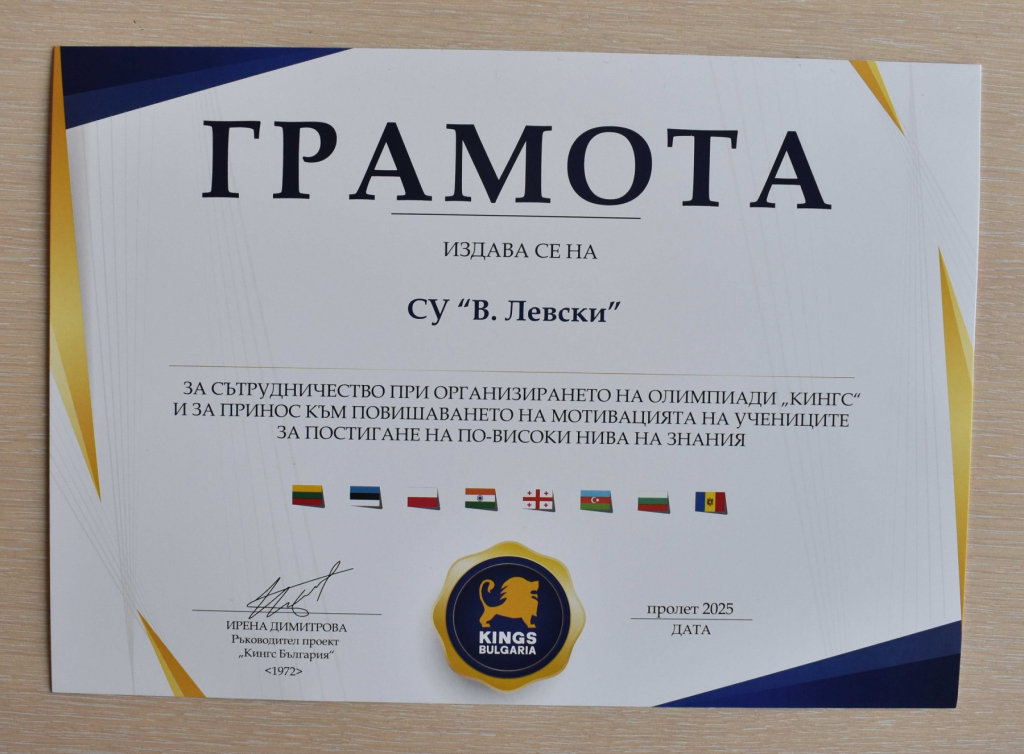 ГРАМОТА
ИЗДАВА СЕ НА
СУ “В. Левски”
ЗА СЪТРУДНИЧЕСТВО ПРИ ОРГАНИЗИРАНЕТО НА ОЛИМПИАДИ „КИНГС“
И ЗА ПРИНОС КЪМ ПОВИШАВАНЕТО НА МОТИВАЦИЯТА НА УЧЕНИЦИТЕ
ЗА ПОСТИГАНЕ НА ПО-ВИСОКИ НИВА НА ЗНАНИЯ
ИРЕНА ДИМИТРОВА
Ръководител проект
„Кингс България“
<1972>
KINGS
BULGARIA
пролет 2025
ДАТА